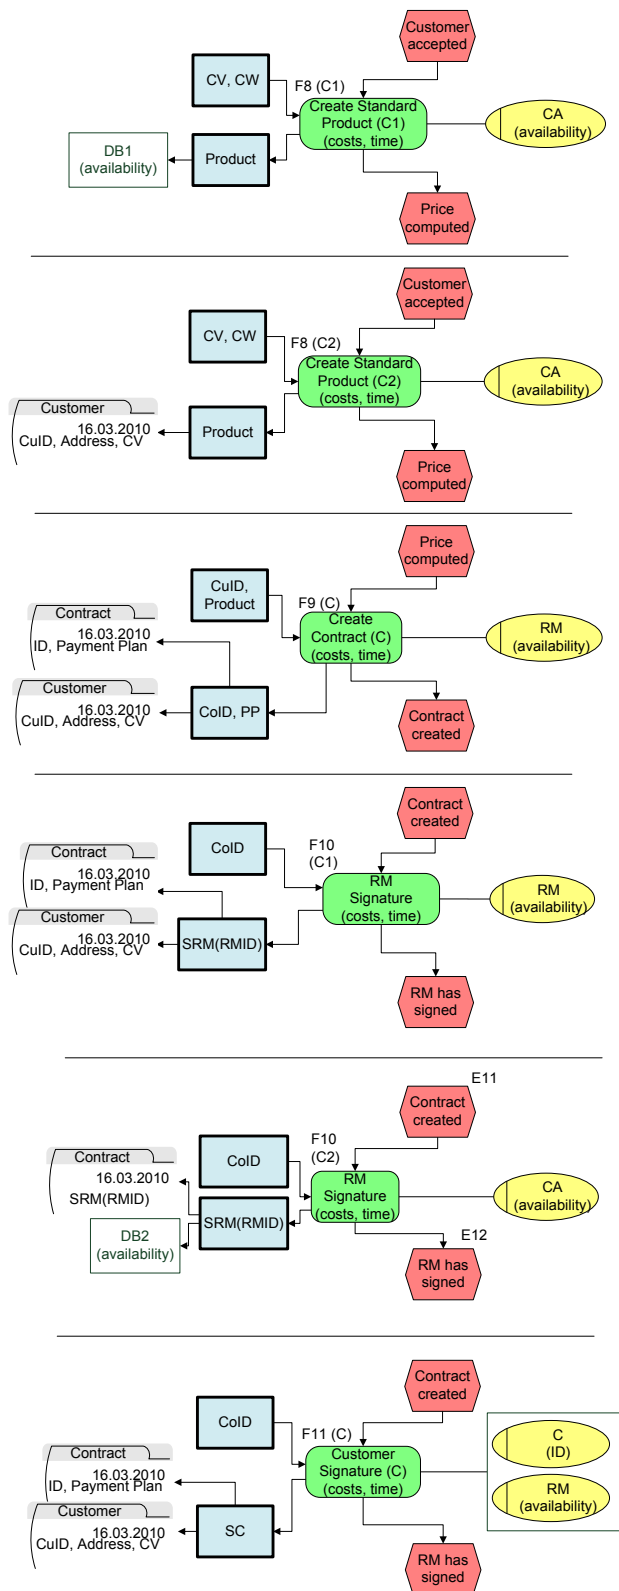 Customer
accepted
CV, CW
F8 (C1)
Create Standard
Product (C1)
(costs, time)
CA
(availability)
DB1
(availability)
Product
Price
computed
Customer
accepted
CV, CW
F8 (C2)
Create Standard
Product (C2)
(costs, time)
CA
(availability)
Customer
16.03.2010
CuID, Address, CV
Product
Price
computed
Price
computed
CuID,
Product
F9 (C)
Create
Contract (C)
(costs, time)
RM
(availability)
Contract
16.03.2010
ID, Payment Plan
Customer
16.03.2010
CuID, Address, CV
CoID, PP
Contract
created
Contract
created
CoID
F10
(C1)
RM
Signature
(costs, time)
RM
(availability)
Contract
16.03.2010
ID, Payment Plan
Customer
16.03.2010
CuID, Address, CV
SRM(RMID)
RM has
signed
E11
Contract
created
F10
(C2)
CoID
RM
Signature
(costs, time)
CA
(availability)
Contract
16.03.2010
SRM(RMID)
SRM(RMID)
DB2
(availability)
E12
RM has
signed
Contract
created
CoID
F11 (C)
Customer
Signature (C)
(costs, time)
C
(ID)
RM
(availability)
Contract
16.03.2010
ID, Payment Plan
Customer
16.03.2010
CuID, Address, CV
SC
RM has
signed